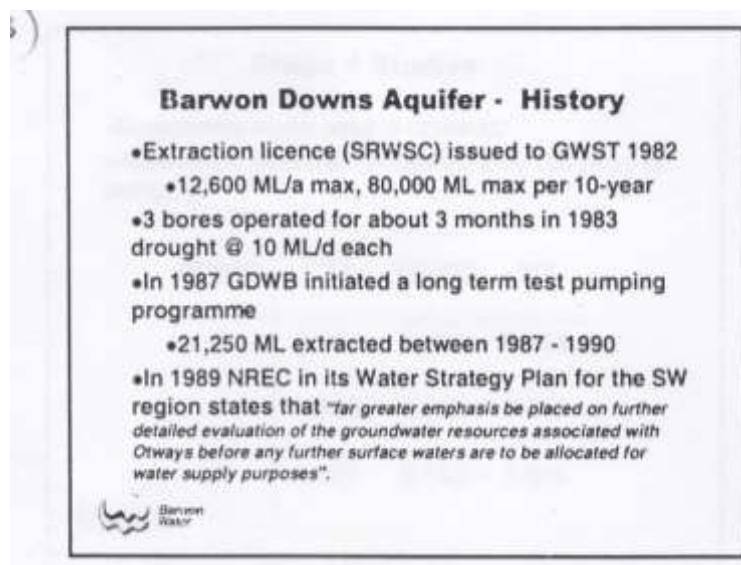 Barwon Downs Aquifer - History
•Extraction licence (SRWSC) issued to GWST 1982
•12,600 ML/a max, 80,000 ML max per 10-year
•3 bores operated for about 3 months in 1983
drought @ 10 ML/d each
•In 1987 GDWB initiated a long term test pumping
programme
•21,250 ML extracted between 1987 - 1990
•In 1989 NREC in its Water Strategy Plan for the SW
region states that "far greater emphasis be placed on further
detailed evaluation of the groundwater resources associated with
Otways before any further surface waters are to be allocated for
water supply purposes".
Barwon
Water